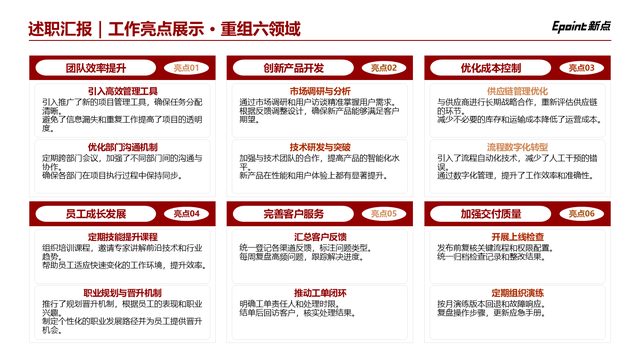 述职汇报｜工作亮点展示·重组六领域
Epoint新点
团队效率提升
亮点01
引入高效管理工具
引入推广了新的项目管理工具，确保任务分配
清晰。
避免了信息遗失和重复工作提高了项目的透明
度。
优化部门沟通机制
定期跨部门会议，加强了不同部门间的沟通与
协作。
确保各部门在项目执行过程中保持同步。
创新产品开发
亮点02
市场调研与分析
通过市场调研和用户访谈精准掌握用户需求。
根据反馈调整设计，确保新产品能够满足客户
期望。
技术研发与突破
加强与技术团队的合作，提高产品的智能化水
平。
新产品在性能和用户体验上都有显著提升。
优化成本控制
亮点03
供应链管理优化
与供应商进行长期战略合作，重新评估供应链
的环节。
减少不必要的库存和运输成本降低了运营成本。
流程数字化转型
引入了流程自动化技术，减少了人工干预的错
误。
通过数字化管理，提升了工作效率和准确性。
员工成长发展
亮点04
定期技能提升课程
组织培训课程，邀请专家讲解前沿技术和行业
趋势。
帮助员工适应快速变化的工作环境，提升效率。
职业规划与晋升机制
推行了规划晋升机制，根据员工的表现和职业
兴趣。
制定个性化的职业发展路径并为员工提供晋升
机会。
完善客户服务
亮点05
汇总客户反馈
统一登记各渠道反馈，标注问题类型。
每周复盘高频问题，跟踪解决进度。
推动工单闭环
明确工单责任人和处理时限。
结单后回访客户，核实处理结果。
加强交付质量
亮点06
开展上线检查
发布前复核关键流程和权限配置。
统一归档检查记录和整改结果。
定期组织演练
按月演练版本回退和故障响应。
复盘操作步骤，更新应急手册。